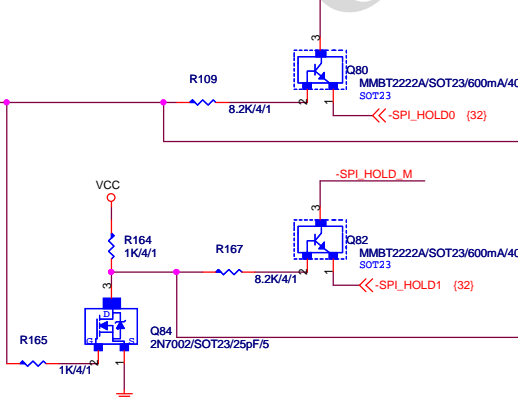 3
Q80
R109
MMBT2222A/SOT23/600mA/40
SOT23
2
1
8.2K/4/1
-SPI_HOLD0 {32}
VCC
-SPI_HOLD_M
3
R164
1K/4/1
Q82
R167
MMBT2222A/SOT23/600mA/40
SOT23
2
1
8.2K/4/1
-SPI_HOLD1 {32}
3
D
Q84
2N7002/SOT23/25pF/5
G
S
R165
2
1
1K/4/1